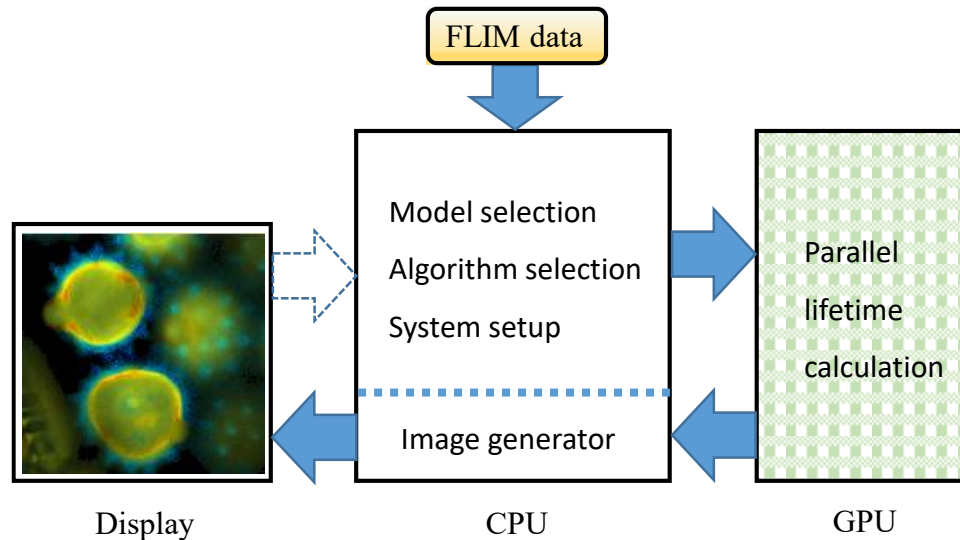 FLIM data
Model selection
Algorithm selection
System setup
Image generator
Parallel
lifetime
calculation
Display
CPU
GPU